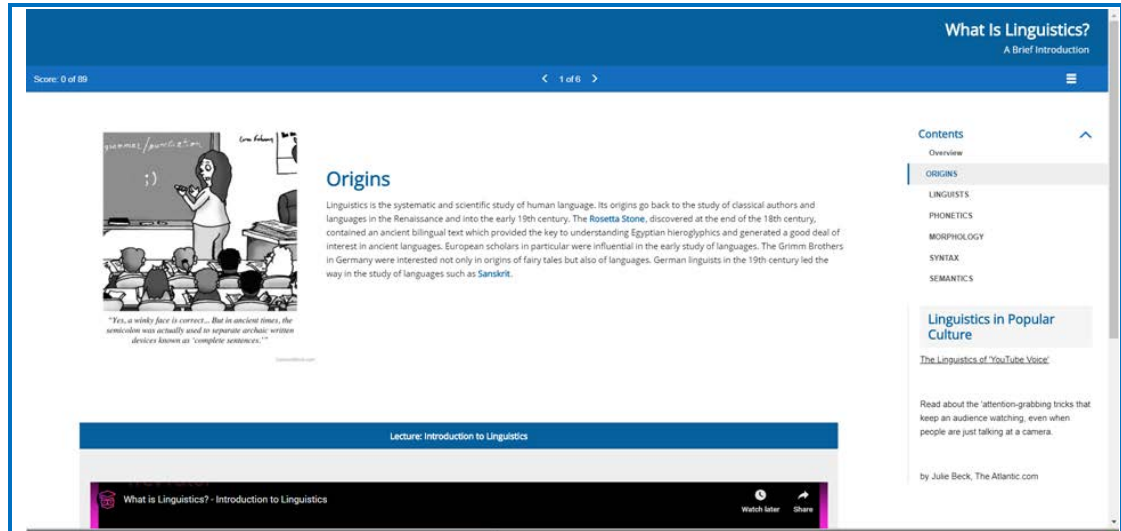 What Is Linguistics?
A Brief Introduction
Score: 0 of 89
1 of 6
grammar/punctuation
;)
"Yes, a winky face is correct... But in ancient times, the
semicolon was actually used to separate archaic written
devices known as 'complete sentences.'"
Origins
Linguistics is the systematic and scientific study of human language. Its origins go back to the study of classical authors and
languages in the Renaissance and into the early 19th century. The Rosetta Stone, discovered at the end of the 18th century,
contained an ancient bilingual text which provided the key to understanding Egyptian hieroglyphics and generated a good deal of
interest in ancient languages. European scholars in particular were influential in the early study of languages. The Grimm Brothers
in Germany were interested not only in origins of fairy tales but also of languages. German linguists in the 19th century led the
way in the study of languages such as Sanskrit.
Contents
Overview
ORIGINS
LINGUISTS
PHONETICS
MORPHOLOGY
SYNTAX
SEMANTICS
Linguistics in Popular
Culture
The Linguistics of 'YouTube Voice'
Read about the 'attention-grabbing tricks that
keep an audience watching, even when
people are just talking at a camera.
by Julie Beck, The Atlantic.com
Lecture: Introduction to Linguistics
What is Linguistics? - Introduction to Linguistics
Watch later
Share